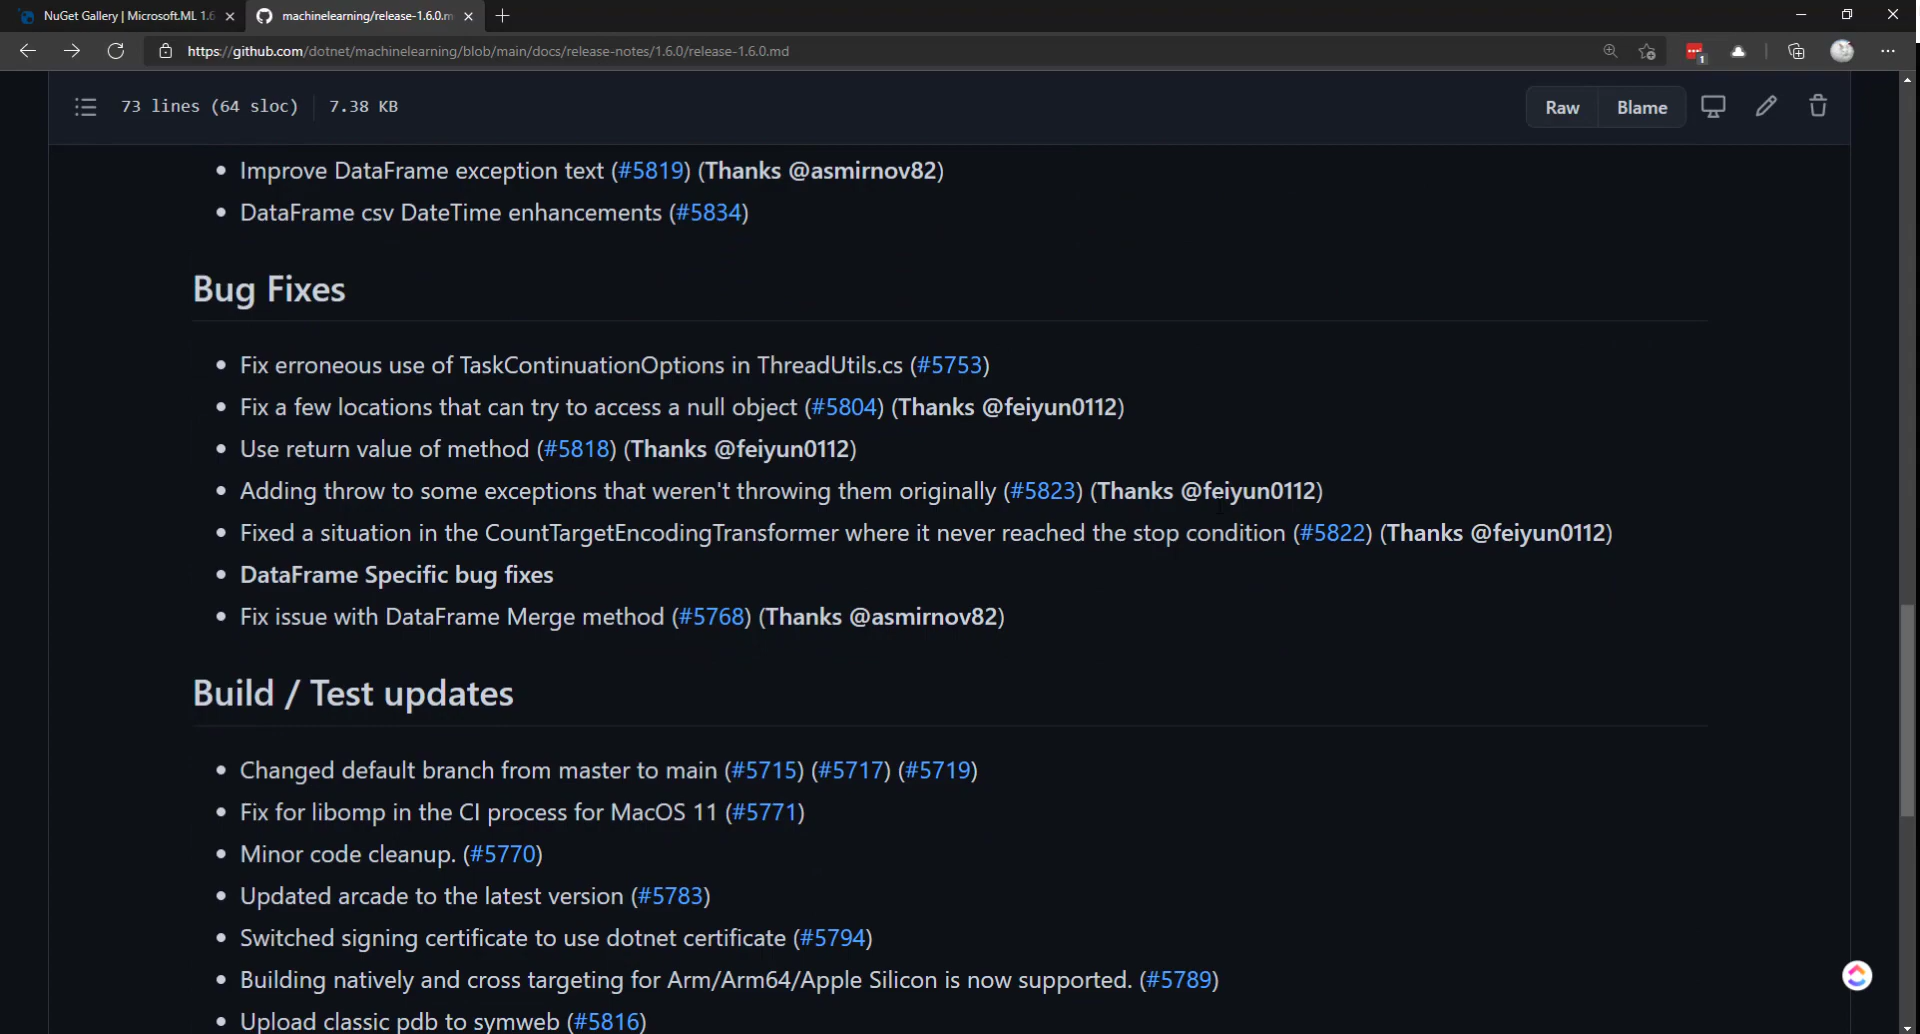 NuGet Gallery | Microsoft.ML 1.6
machinelearning/release-1.6.0.m
https://github.com/dotnet/machinelearning/blob/main/docs/release-notes/1.6.0/release-1.6.0.md
1
73 lines (64 sloc) 7.38 KB
Raw Blame
Improve DataFrame exception text (#5819) (Thanks @asmirnov82)
DataFrame csv DateTime enhancements (#5834)
Bug Fixes
Fix erroneous use of TaskContinuationOptions in ThreadUtils.cs (#5753)
Fix a few locations that can try to access a null object (#5804) (Thanks @feiyun0112)
Use return value of method (#5818) (Thanks @feiyun0112)
Adding throw to some exceptions that weren't throwing them originally (#5823) (Thanks @feiyun0112)
Fixed a situation in the CountTargetEncodingTransformer where it never reached the stop condition (#5822) (Thanks @feiyun0112)
DataFrame Specific bug fixes
Fix issue with DataFrame Merge method (#5768) (Thanks @asmirnov82)
Build / Test updates
Changed default branch from master to main (#5715) (#5717) (#5719)
Fix for libomp in the CI process for MacOS 11 (#5771)
Minor code cleanup. (#5770)
Updated arcade to the latest version (#5783)
Switched signing certificate to use dotnet certificate (#5794)
Building natively and cross targeting for Arm/Arm64/Apple Silicon is now supported. (#5789)
Upload classic pdb to symweb (#5816)